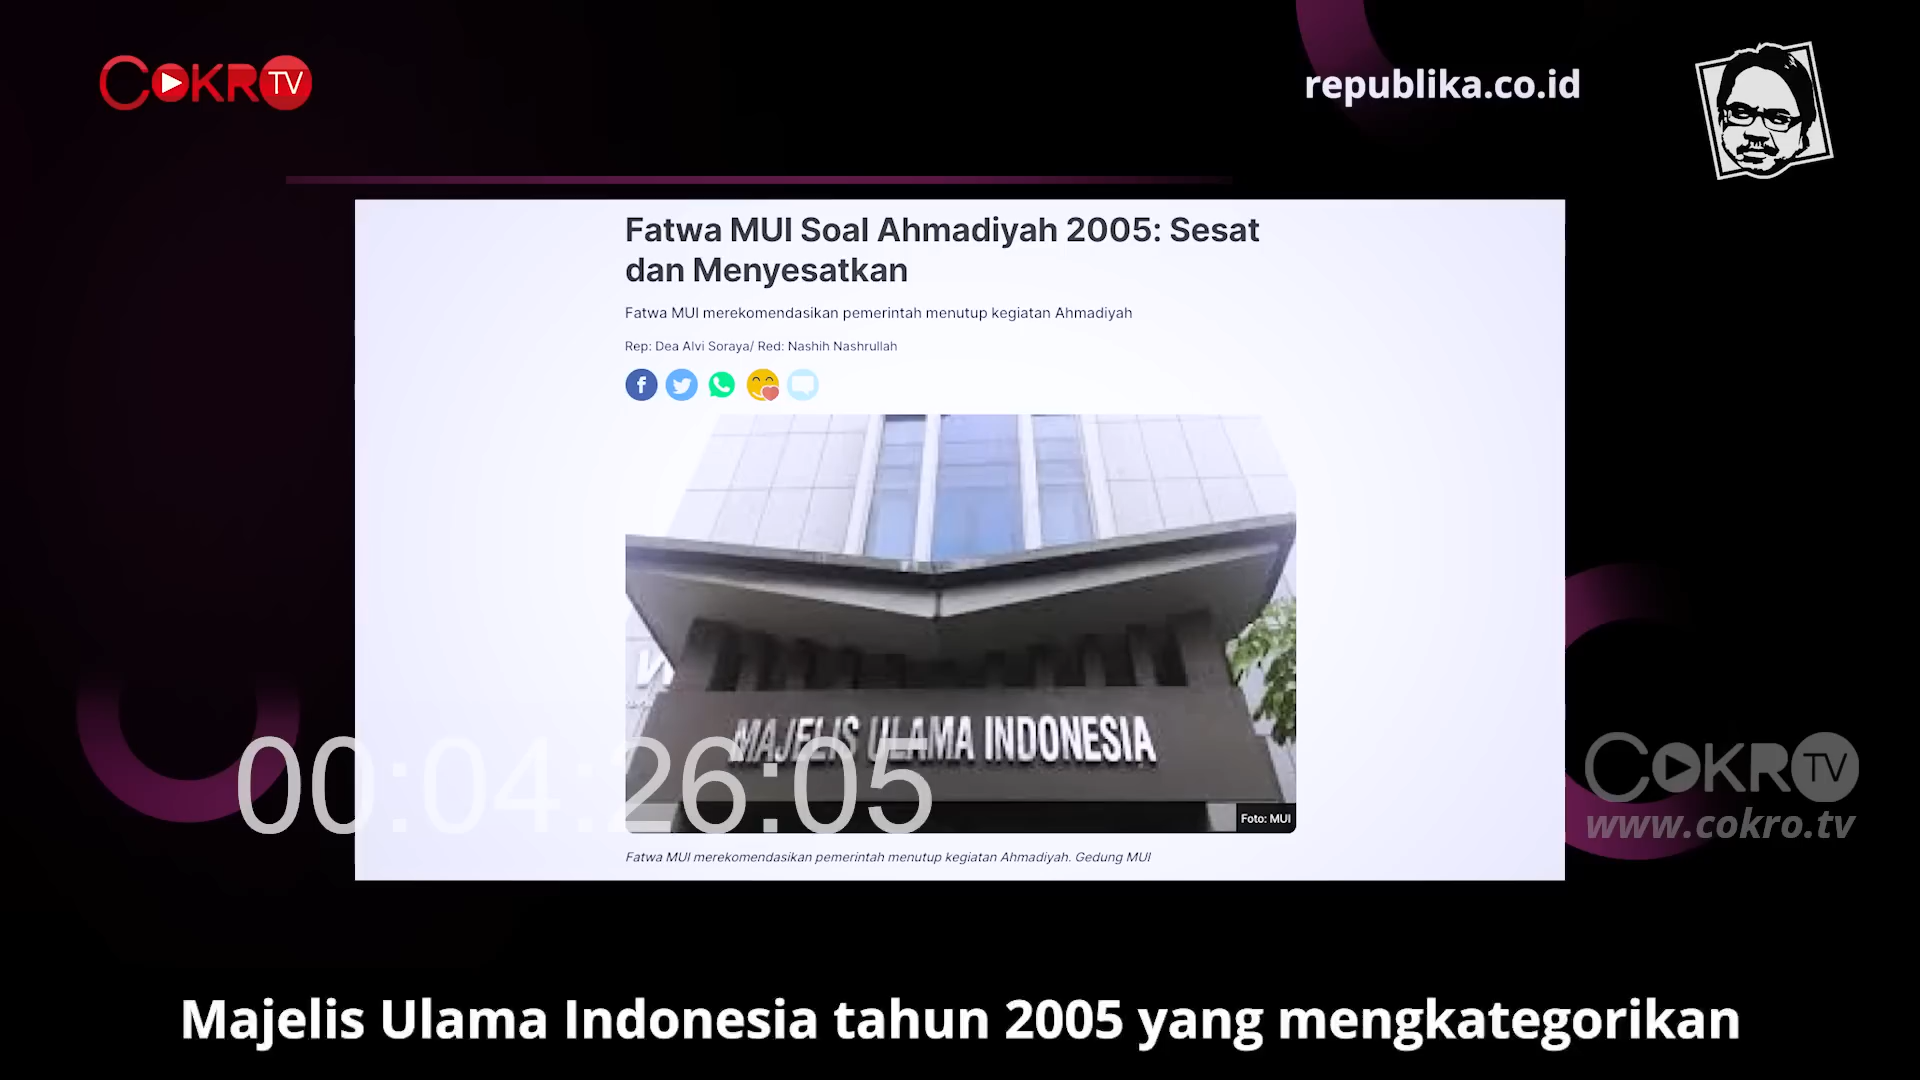 COKRO TV
republika.co.id
Fatwa MUI Soal Ahmadiyah 2005: Sesat
dan Menyesatkan
Fatwa MUI merekomendasikan pemerintah menutup kegiatan Ahmadiyah
Rep: Dea Alvi Soraya/ Red: Nashih Nashrullah
MAJELIS ULAMA INDONESIA
00:04:26:05
Foto: MUI
COKRO TV
www.cokro.tv
Fatwa MUI merekomendasikan pemerintah menutup kegiatan Ahmadiyah. Gedung MUI
Majelis Ulama Indonesia tahun 2005 yang mengkategorikan